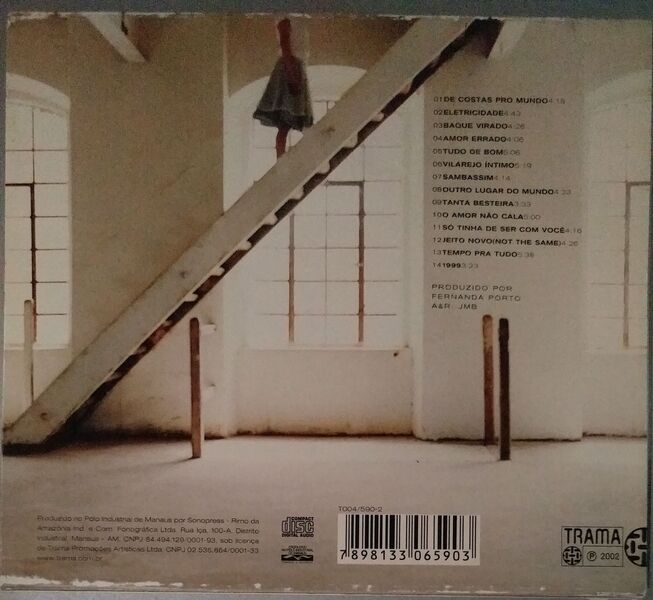 01 DE COSTAS PRO MUNDO 4:18
02 ELETRICIDADE 4:43
03 BAQUE VIRADO 4:26
04 AMOR ERRADO 4:06
05 TUDO DE BOM 5:06
06 VILAREJO ÍNTIMO 5:19
07 SAMBASSIM 4:14
08 OUTRO LUGAR DO MUNDO 4:33
09 TANTA BESTEIRA 3:33
10 O AMOR NÃO CALA 5:00
11 SÓ TINHA DE SER COM VOCÊ 4:16
12 JEITO NOVO (NOT THE SAME) 4:26
13 TEMPO PRA TUDO 5:38
14 1999 3:23
PRODUZIDO POR
FERNANDA PORTO
A&R: JMB
Produzido no Pólo Industrial de Manaus por Sonopress - Rimo da
Amazônia Ind. e Com. Fonográfica Ltda. Rua Içá, 100-A, Distrito
Industrial, Manaus - AM, CNPJ 84.494.129/0001-93, sob licença
de Trama Promoções Artísticas Ltda. CNPJ 02.536.664/0001-33
www.trama.com.br
COMPACT
disc
DIGITAL AUDIO
T004/590-2
7 898133 065903
TRAMA
℗ 2002